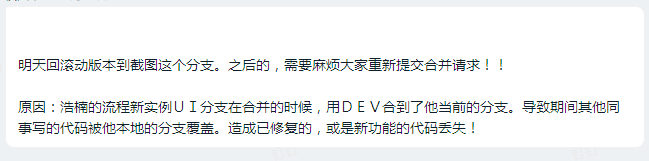 明天回滚动版本到截图这个分支。之后的，需要麻烦大家重新提交合并请求！！
原因：浩楠的流程新实例ＵＩ分支在合并的时候，用ＤＥＶ合到了他当前的分支。导致期间其他同
事写的代码被他本地的分支覆盖。造成已修复的，或是新功能的代码丢失！